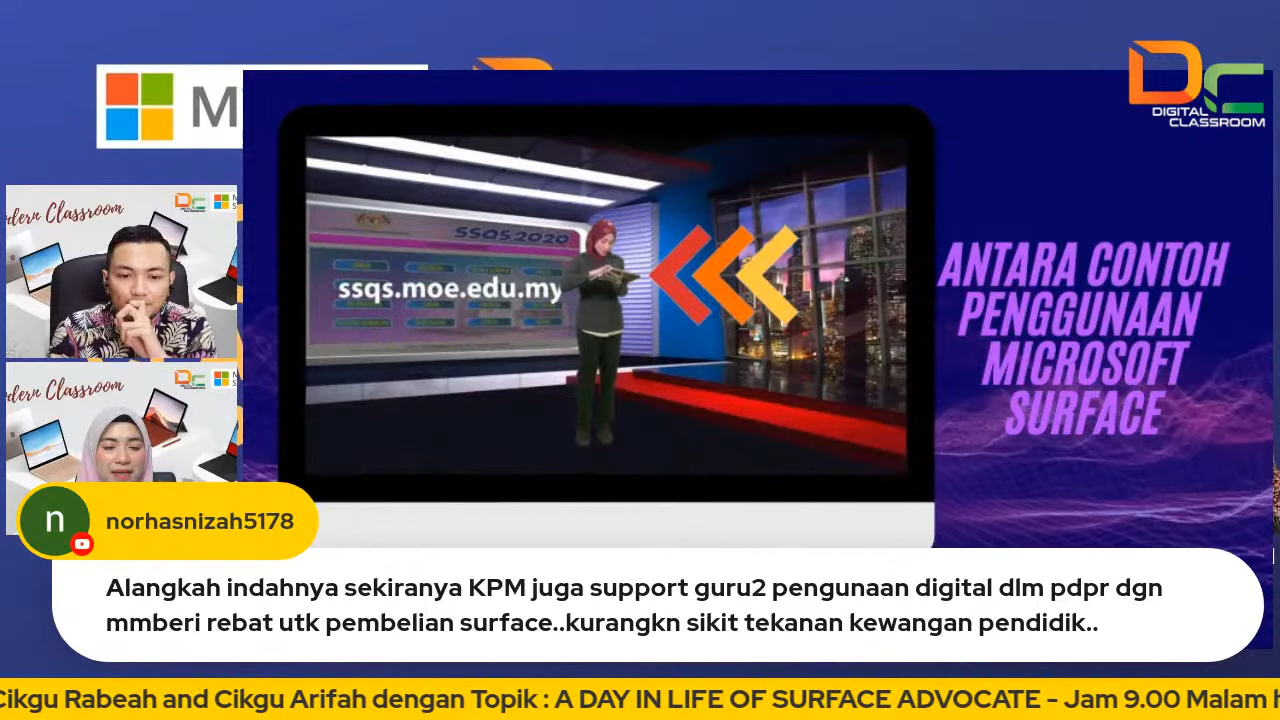 DIGITAL
CLASSROOM
Modern Classroom
SSQS 2020
ssqs.moe.edu.my
ANTARA CONTOH
PENGGUNAAN
MICROSOFT
SURFACE
Classroom
norhasnizah5178
Alangkah indahnya sekiranya KPM juga support guru2 pengunaan digital dlm pdpr dgn
mmberi rebat utk pembelian surface..kurangkn sikit tekanan kewangan pendidik..
Cikgu Rabeah and Cikgu Arifah dengan Topik : A DAY IN LIFE OF SURFACE ADVOCATE - Jam 9.00 Malam